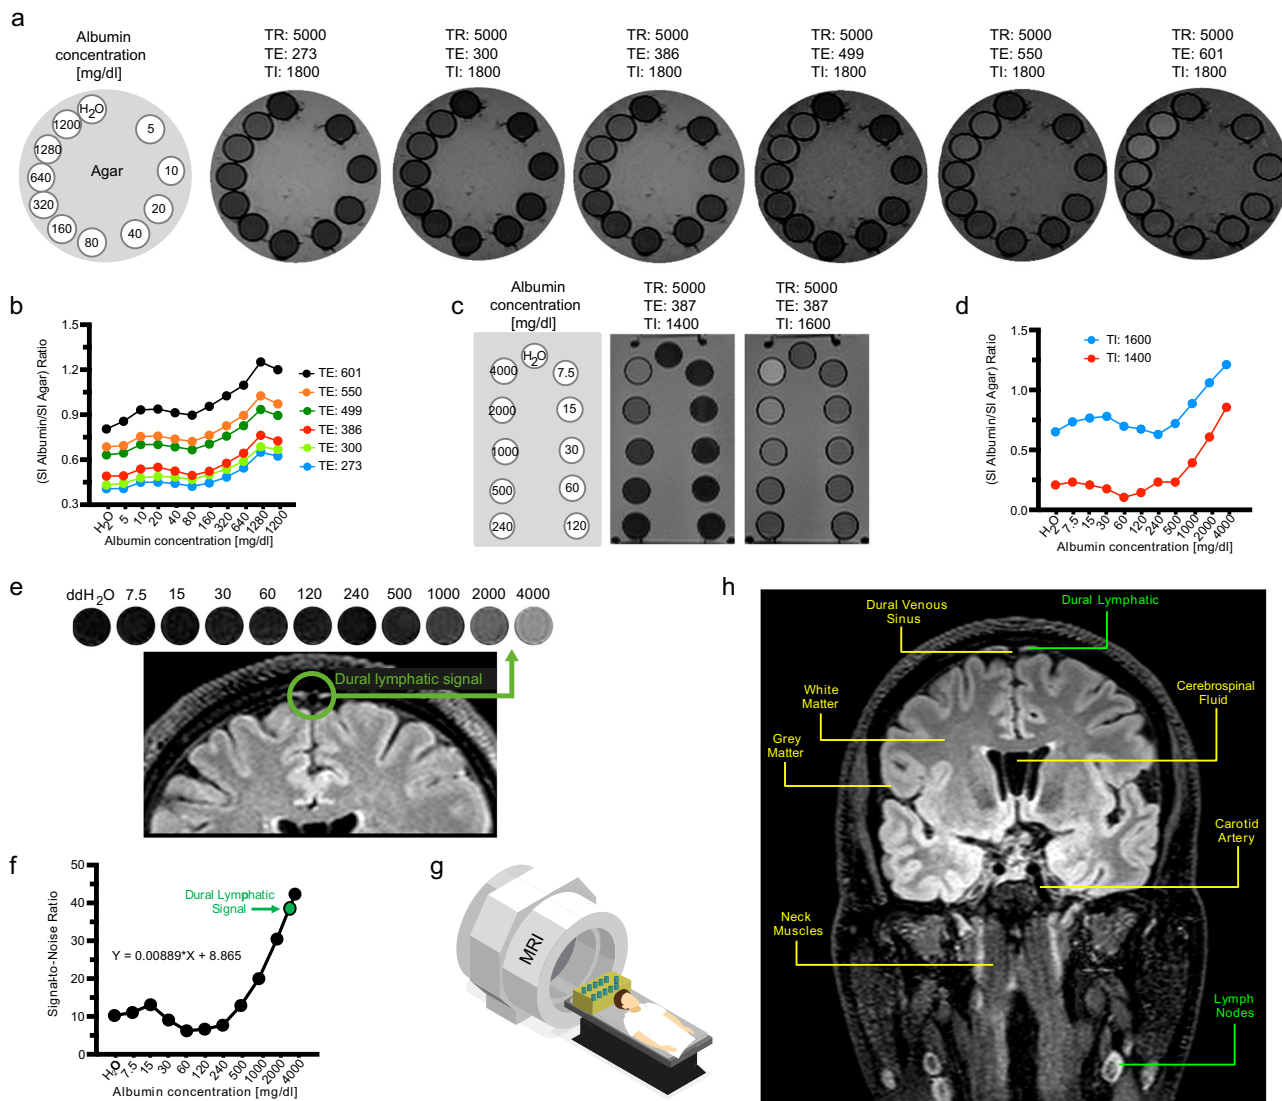 a
Albumin
concentration
[mg/dl]
TR: 5000
TE: 273
TI: 1800
TR: 5000
TE: 300
TI: 1800
TR: 5000
TE: 386
TI: 1800
TR: 5000
TE: 499
TI: 1800
TR: 5000
TE: 550
TI: 1800
TR: 5000
TE: 601
TI: 1800
H₂O
1200
5
1280
640
Agar
10
320
20
160
40
80
b
(SI Albumin/SI Agar) Ratio
1.5
1.2
0.9
0.6
0.3
TE: 601
TE: 550
TE: 499
TE: 386
TE: 300
TE: 273
H₂O
5
10
20
40
80
160
320
640
1280
1200
Albumin concentration [mg/dl]
c
Albumin
concentration
[mg/dl]
TR: 5000
TE: 387
TI: 1400
TR: 5000
TE: 387
TI: 1600
H₂O
4000
7.5
2000
15
1000
30
500
60
240
120
d
(SI Albumin/SI Agar) Ratio
1.5
1.0
0.5
0.0
TI: 1600
TI: 1400
H₂O
7.5
15
30
60
120
240
500
1000
2000
4000
Albumin concentration [mg/dl]
e
ddH₂O 7.5 15 30 60 120 240 500 1000 2000 4000
Dural lymphatic signal
f
Signal-to-Noise Ratio
50
40
30
20
10
0
Dural Lymphatic
Signal
Y = 0.00889*X + 8.865
H₂O
7.5
15
30
60
120
240
500
1000
2000
4000
Albumin concentration [mg/dl]
g
MRI
h
Dural Venous
Sinus
Dural Lymphatic
White
Matter
Cerebrospinal
Fluid
Grey
Matter
Carotid
Artery
Neck
Muscles
Lymph
Nodes